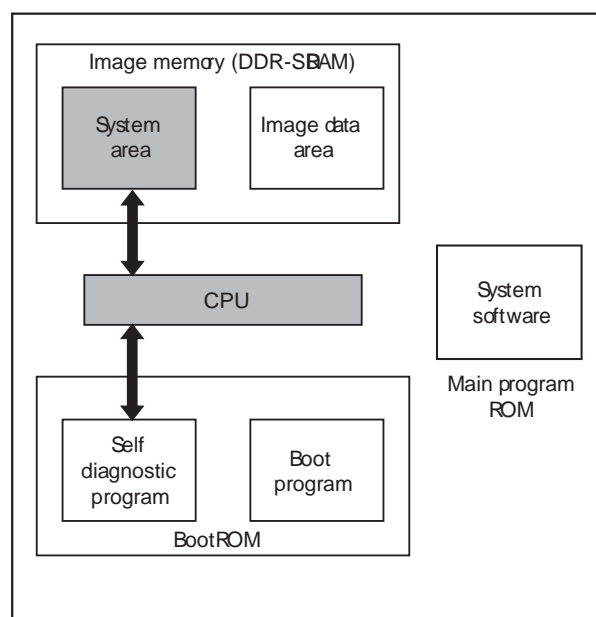 Image memory (DDR-SDRAM)
System
area
Image data
area
CPU
System
software
Main program
ROM
Self
diagnostic
program
Boot
program
BootROM